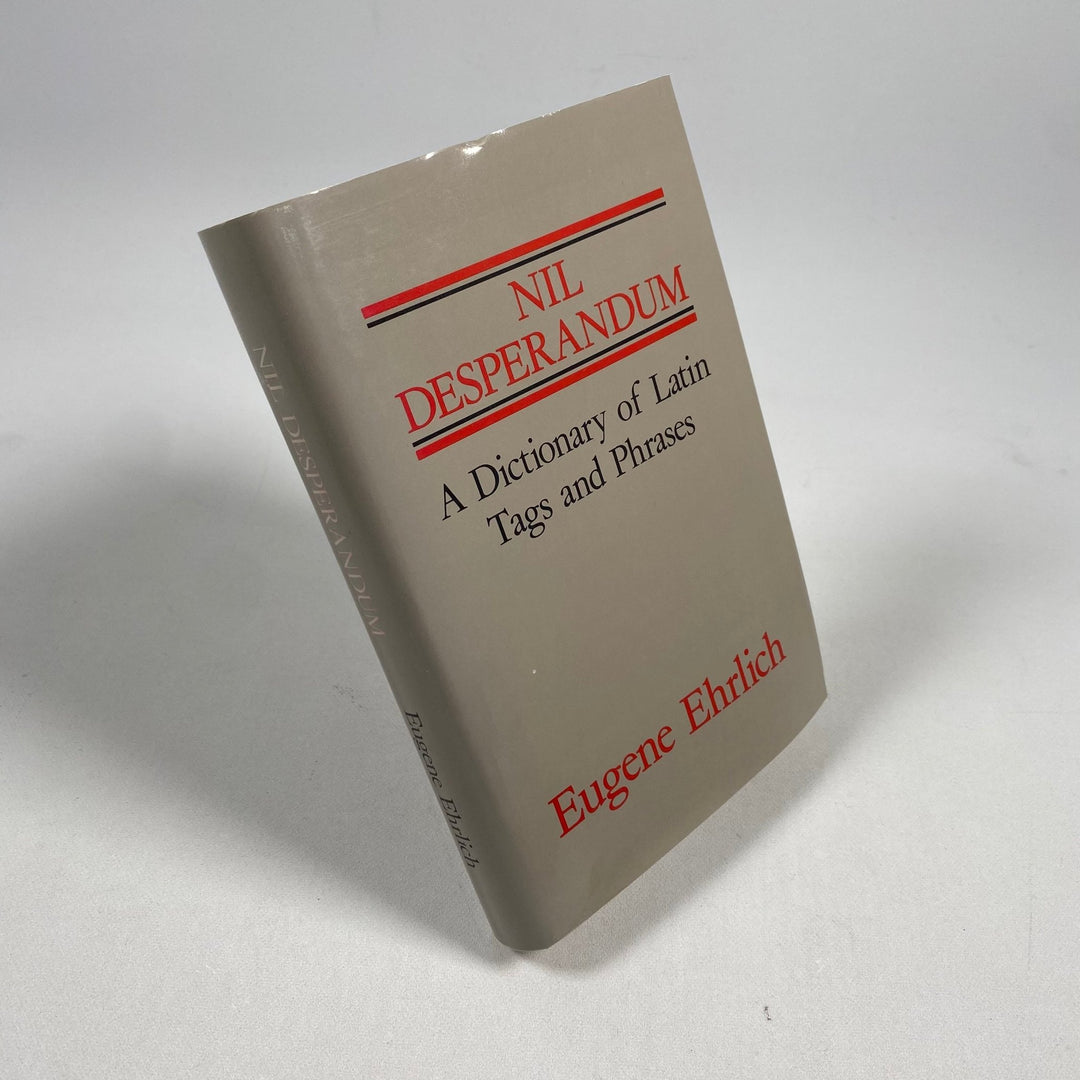 NIL
DESPERANDUM
A Dictionary of Latin
Tags and Phrases
Eugene Ehrlich
NIL DESPERANDUM
Eugene Ehrlich